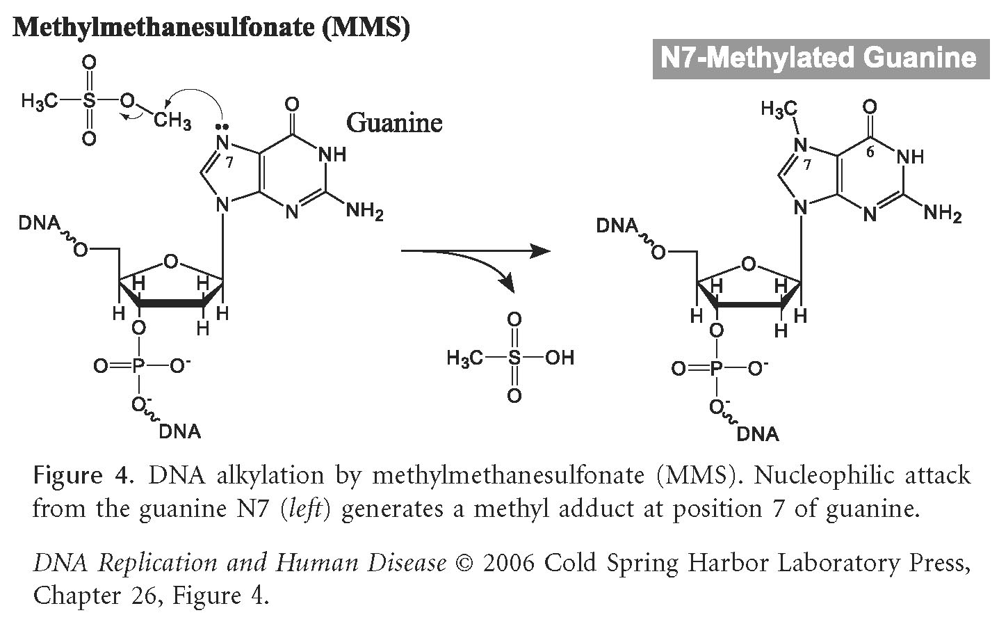 Methylmethanesulfonate (MMS)
N7-Methylated Guanine
O
H3C S O CH3
O
O
Guanine
N
7
NH
N
N
NH2
DNA
O
O
H H
H H
H
O
O P O-
O-
DNA
O
H3C S OH
O
H3C
O
N
7
6
NH
N
N
NH2
DNA
O
O
H H
H H
H
O
O P O-
O-
DNA
Figure 4. DNA alkylation by methylmethanesulfonate (MMS). Nucleophilic attack
from the guanine N7 (left) generates a methyl adduct at position 7 of guanine.
DNA Replication and Human Disease © 2006 Cold Spring Harbor Laboratory Press,
Chapter 26, Figure 4.